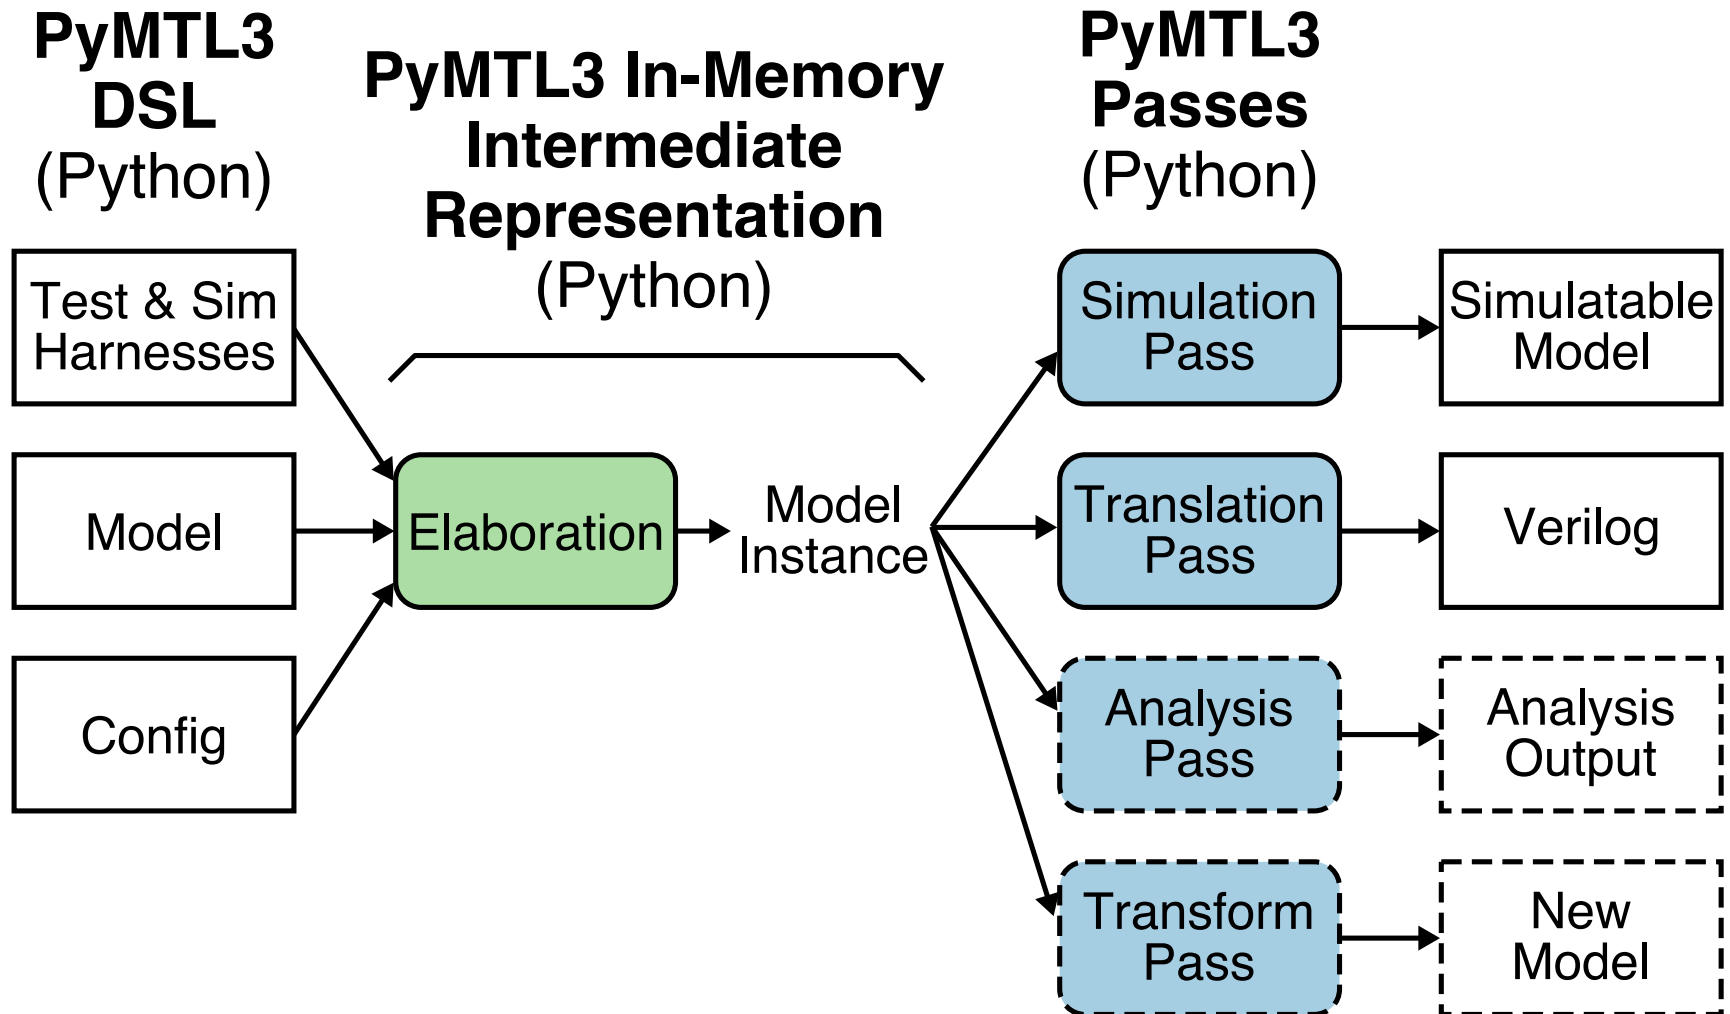 PyMTL3
DSL
(Python)
PyMTL3 In-Memory
Intermediate
Representation
(Python)
PyMTL3
Passes
(Python)
Test & Sim
Harnesses
Model
Config
Elaboration
Model
Instance
Simulation
Pass
Simulatable
Model
Translation
Pass
Verilog
Analysis
Pass
Analysis
Output
Transform
Pass
New
Model